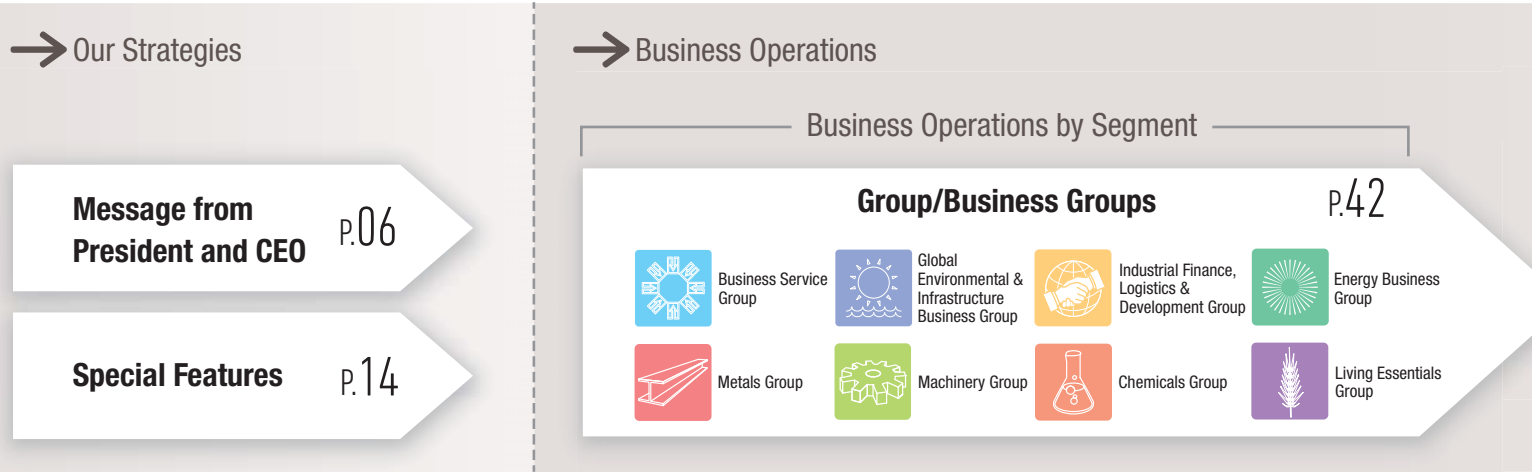 Our Strategies
Message from
President and CEO
P.06
Special Features
P.14
Business Operations
Business Operations by Segment
Group/Business Groups
P.42
Business Service
Group
Global
Environmental &
Infrastructure
Business Group
Industrial Finance,
Logistics &
Development Group
Energy Business
Group
Metals Group
Machinery Group
Chemicals Group
Living Essentials
Group